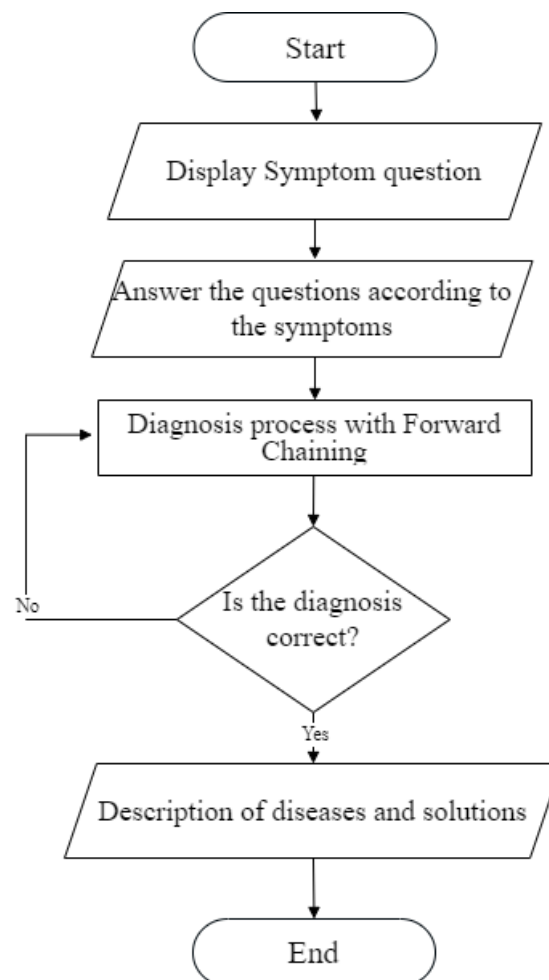 Start
Display Symptom question
Answer the questions according to
the symptoms
Diagnosis process with Forward
Chaining
Is the diagnosis
correct?
No
Yes
Description of diseases and solutions
End